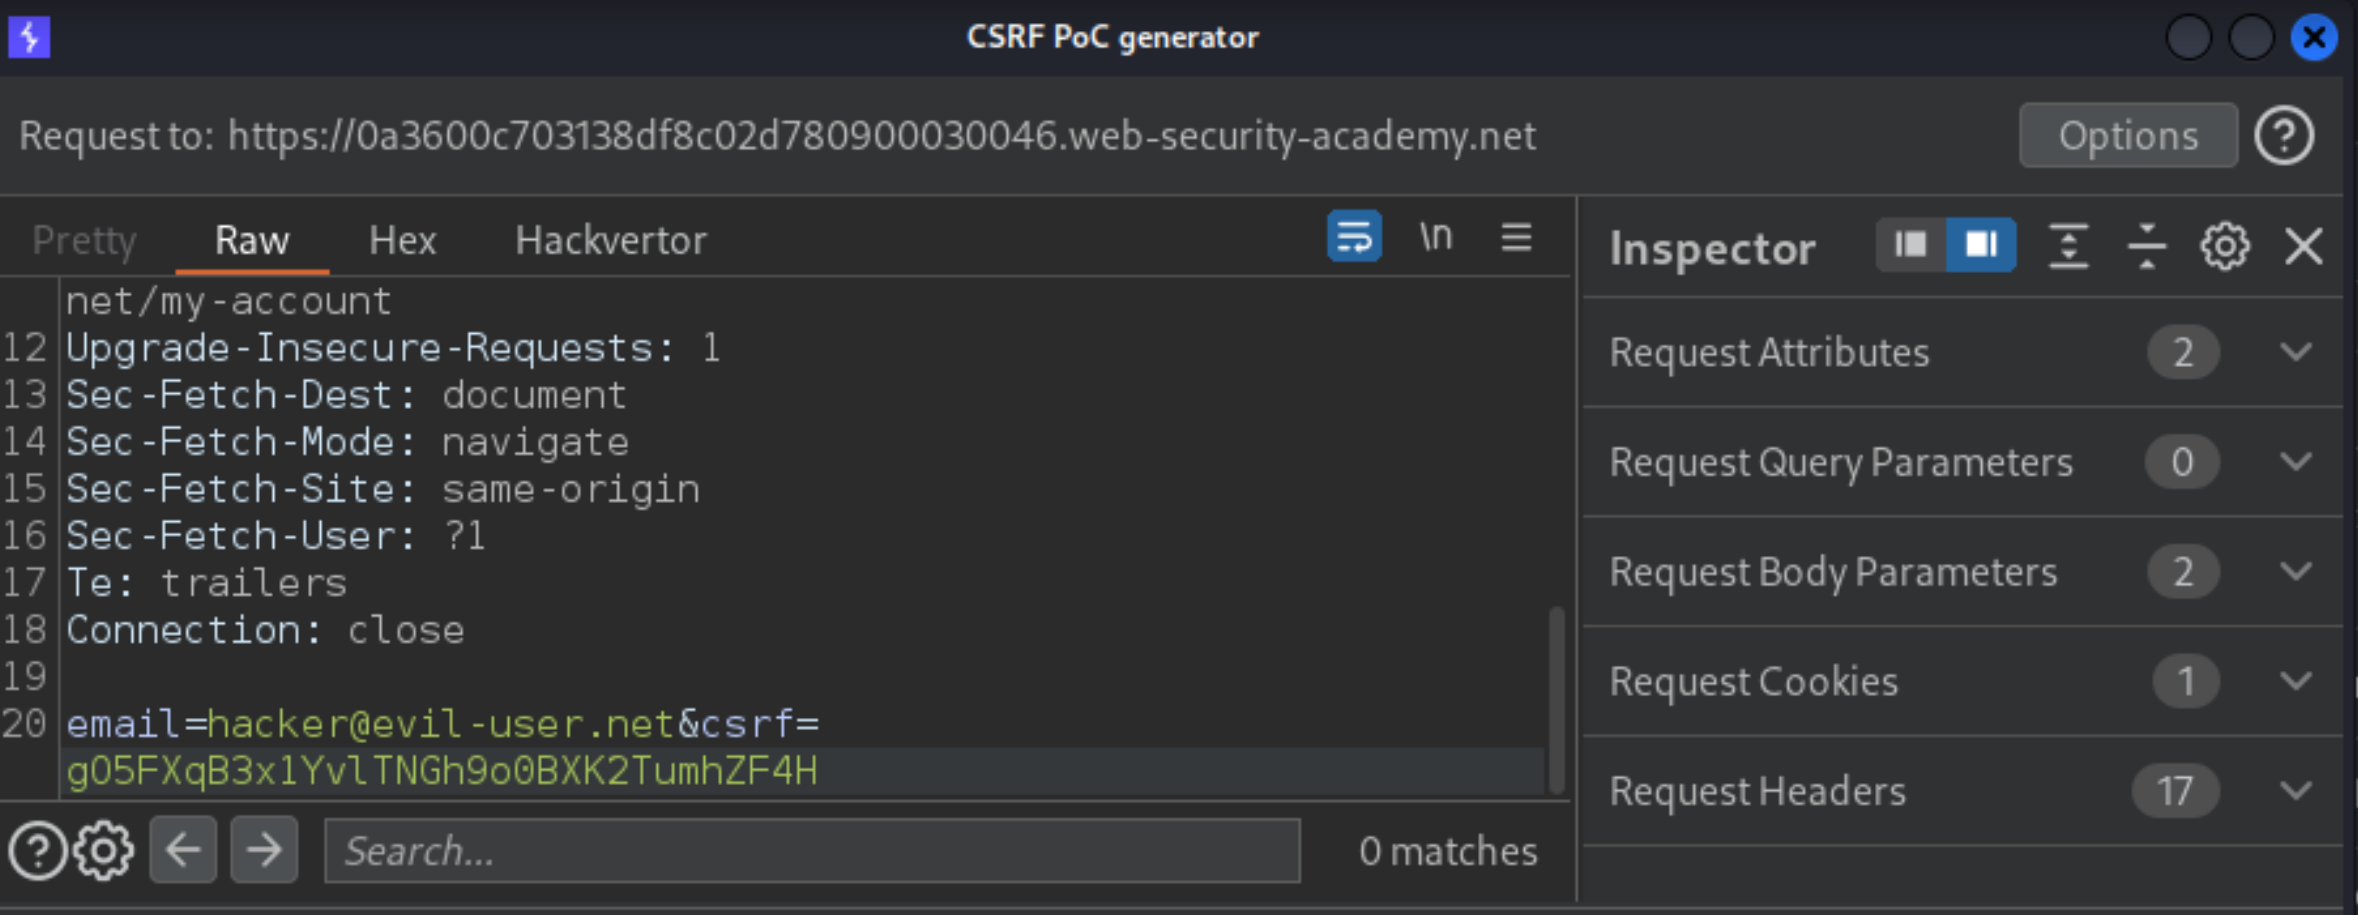 CSRF PoC generator
Request to: https://0a3600c703138df8c02d780900030046.web-security-academy.net
Options
Pretty Raw Hex Hackvertor \n
Inspector
net/my-account
12 Upgrade-Insecure-Requests: 1
13 Sec-Fetch-Dest: document
14 Sec-Fetch-Mode: navigate
15 Sec-Fetch-Site: same-origin
16 Sec-Fetch-User: ?1
17 Te: trailers
18 Connection: close
19
20 email=hacker@evil-user.net&csrf=
gO5FXqB3x1YvlTNGh9o0BXK2TumhZF4H
Request Attributes 2
Request Query Parameters 0
Request Body Parameters 2
Request Cookies 1
Request Headers 17
Search...
0 matches